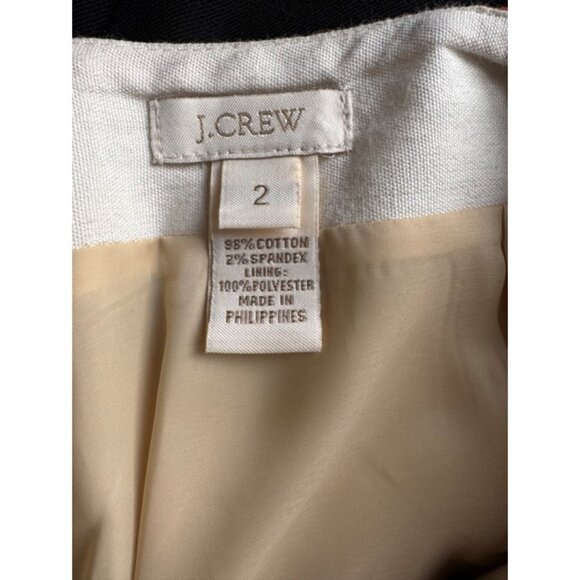 J.CREW
2
98% COTTON
2% SPANDEX
LINING:
100% POLYESTER
MADE IN
PHILIPPINES